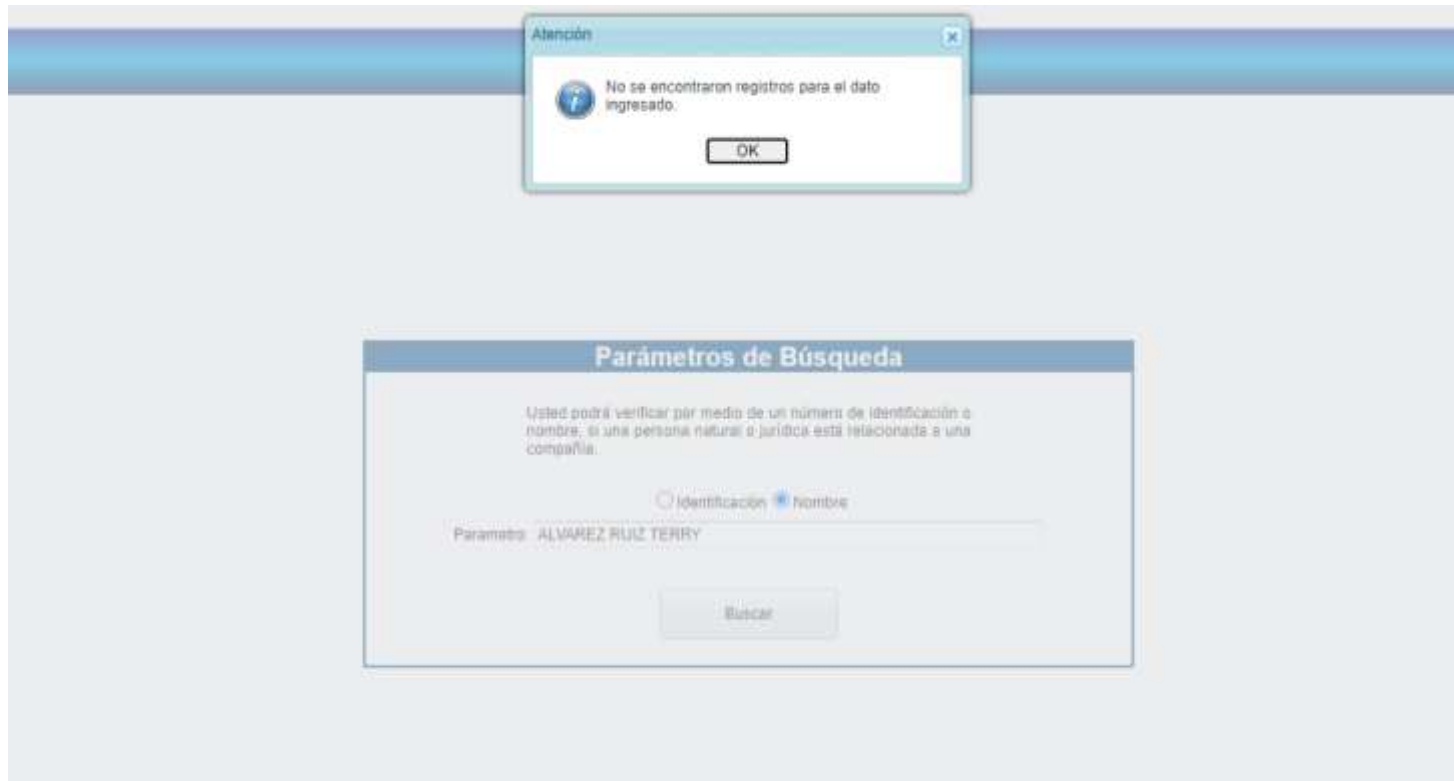 Atención
No se encontraron registros para el dato
ingresado.
OK
Parámetros de Búsqueda
Usted podrá verificar por medio de un número de identificación o
nombre, si una persona natural o jurídica está relacionada a una
compañía.
Identificación Nombre
Parametro ALVAREZ RUIZ TERRY
Buscar